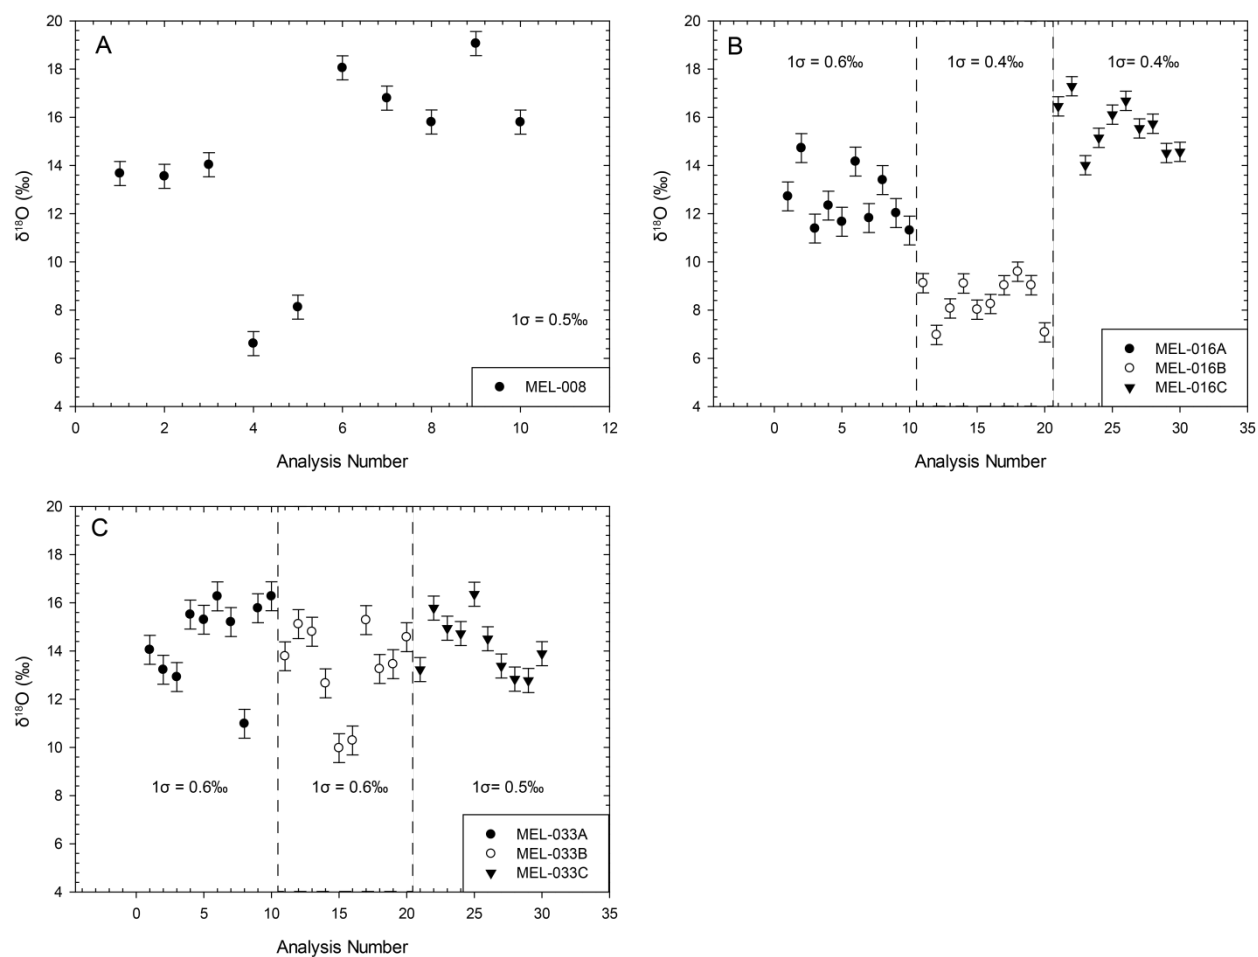 A
20
18
16
14
12
10
8
6
4
δ¹⁸O (‰)
1σ = 0.5‰
MEL-008
0 2 4 6 8 10 12
Analysis Number
B
1σ = 0.6‰ 1σ = 0.4‰ 1σ= 0.4‰
20
18
16
14
12
10
8
6
4
δ¹⁸O (‰)
MEL-016A
MEL-016B
MEL-016C
0 5 10 15 20 25 30 35
Analysis Number
C
20
18
16
14
12
10
8
6
4
δ¹⁸O (‰)
1σ = 0.6‰ 1σ = 0.6‰ 1σ= 0.5‰
MEL-033A
MEL-033B
MEL-033C
0 5 10 15 20 25 30 35
Analysis Number